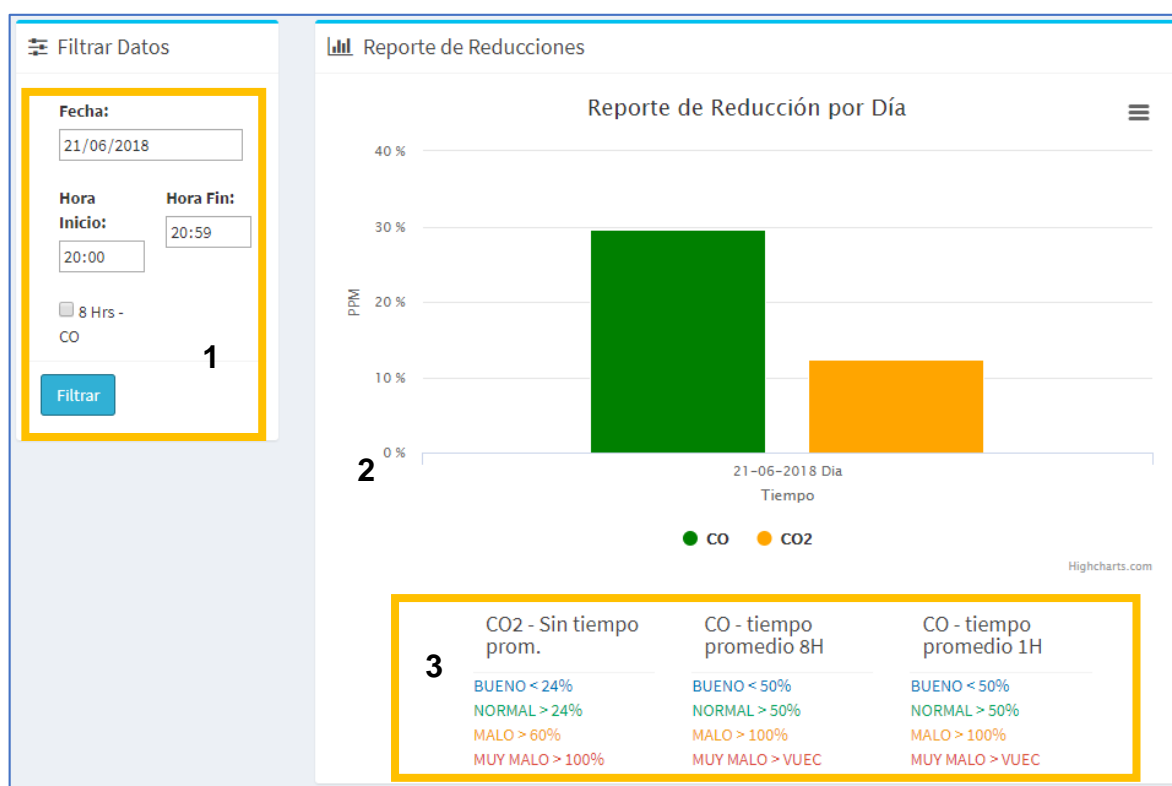 Filtrar Datos
Fecha:
21/06/2018
Hora
Inicio:
20:00
Hora Fin:
20:59
8 Hrs -
CO
1
Filtrar
Reporte de Reducciones
Reporte de Reducción por Día
40 %
30 %
20 %
10 %
0 %
PPM
2
21-06-2018 Dia
Tiempo
CO CO2
Highcharts.com
3
CO2 - Sin tiempo
prom.
BUENO < 24%
NORMAL > 24%
MALO > 60%
MUY MALO > 100%
CO - tiempo
promedio 8H
BUENO < 50%
NORMAL > 50%
MALO > 100%
MUY MALO > VUEC
CO - tiempo
promedio 1H
BUENO < 50%
NORMAL > 50%
MALO > 100%
MUY MALO > VUEC